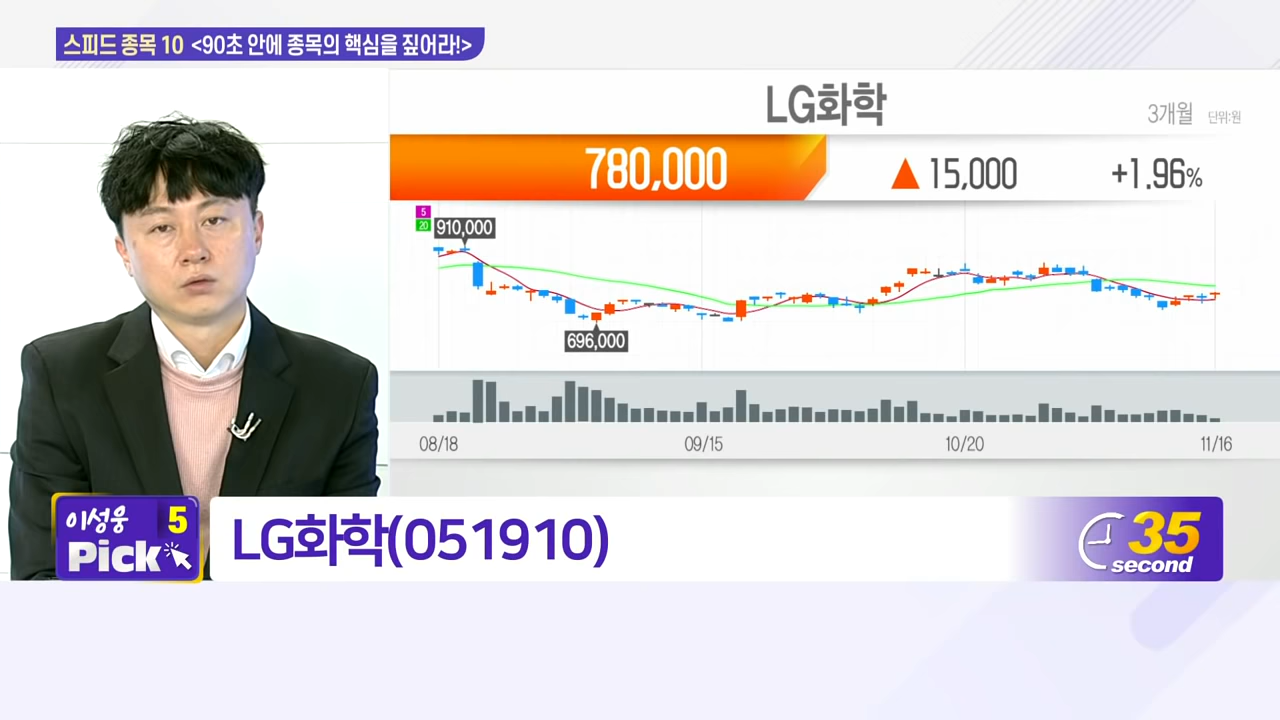 스피드 종목 10 <90초 안에 종목의 핵심을 짚어라!>
LG화학
3개월 단위:원
780,000 ▲ 15,000 +1.96%
5
20
910,000
696,000
08/18 09/15 10/20 11/16
이성웅 5
Pick
LG화학(051910)
35
second